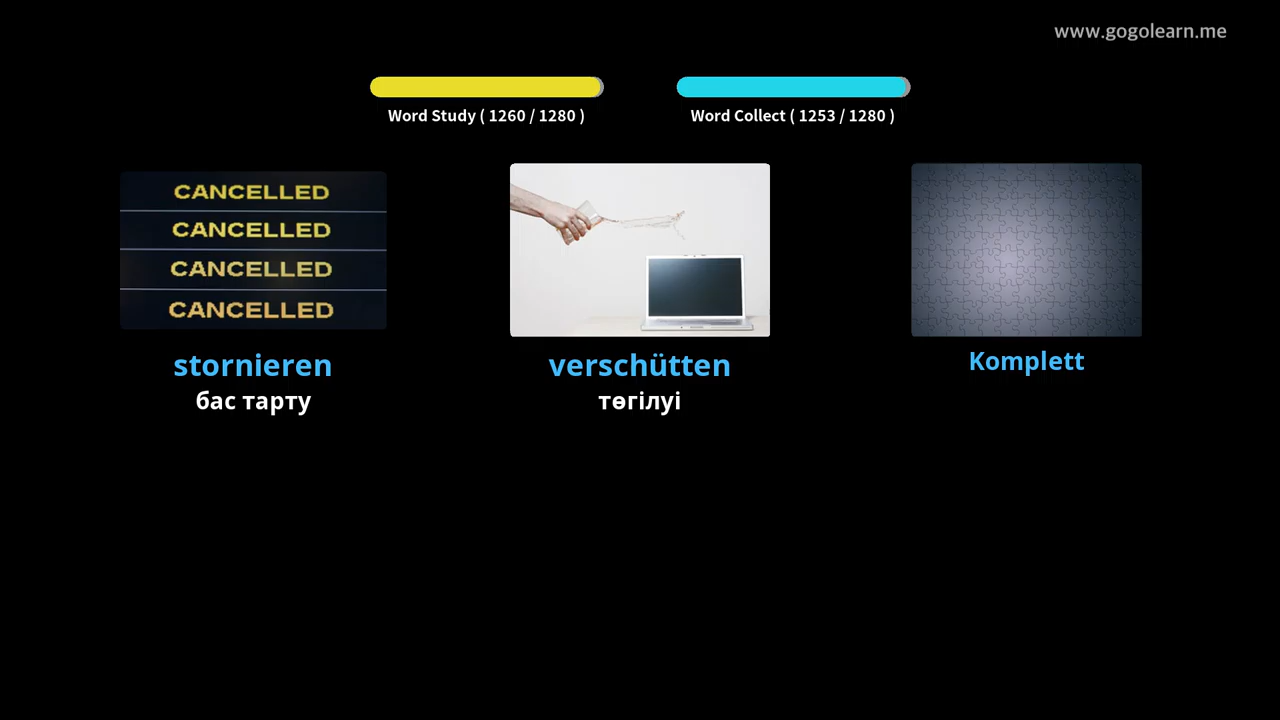 www.gogolearn.me
Word Study ( 1260 / 1280 )
Word Collect ( 1253 / 1280 )
CANCELLED
CANCELLED
CANCELLED
CANCELLED
stornieren
бас тарту
verschütten
төгілуі
Komplett